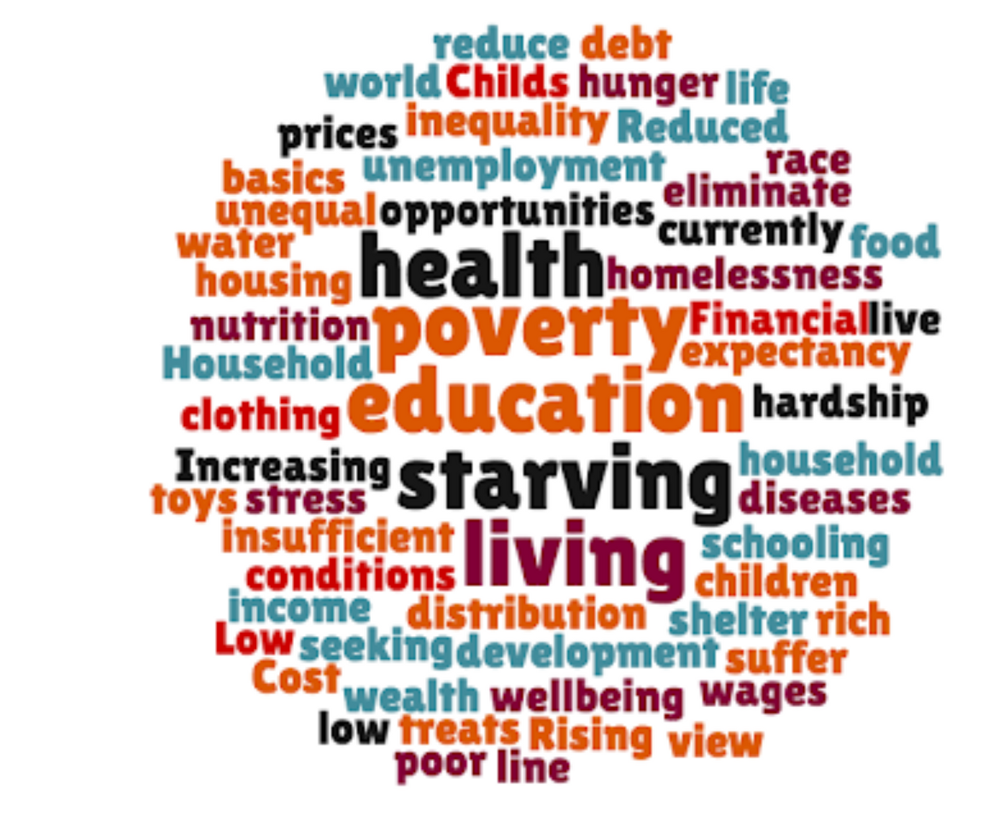 reduce debt
world Childs hunger life
prices inequality Reduced
basics unemployment race
eliminate
unequal opportunities currently food
water health homelessness
housing
nutrition poverty Financial live
Household expectancy
clothing education hardship
Increasing starving household
toys stress diseases
insufficient living schooling
conditions children
income distribution shelter rich
Low seeking development suffer
Cost wealth wellbeing wages
low treats Rising view
poor line